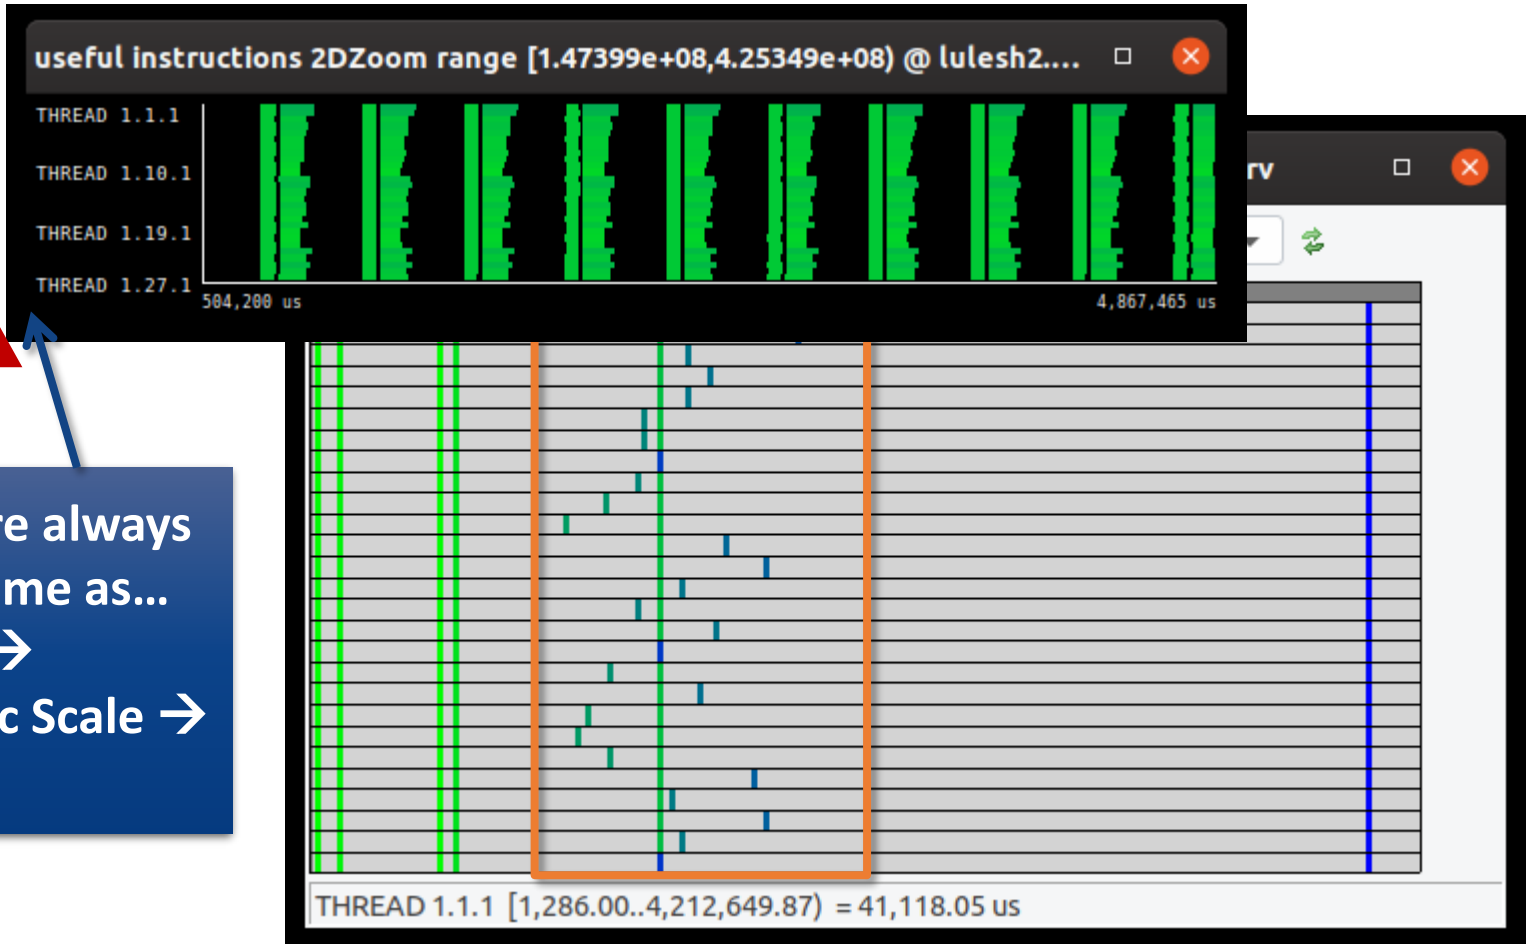 useful instructions 2DZoom range [1.47399e+08,4.25349e+08) @ lulesh2....
THREAD 1.1.1
THREAD 1.10.1
THREAD 1.19.1
THREAD 1.27.1
504,200 us
4,867,465 us
rv
re always
me as...
→
c Scale →
THREAD 1.1.1 [1,286.00..4,212,649.87) = 41,118.05 us